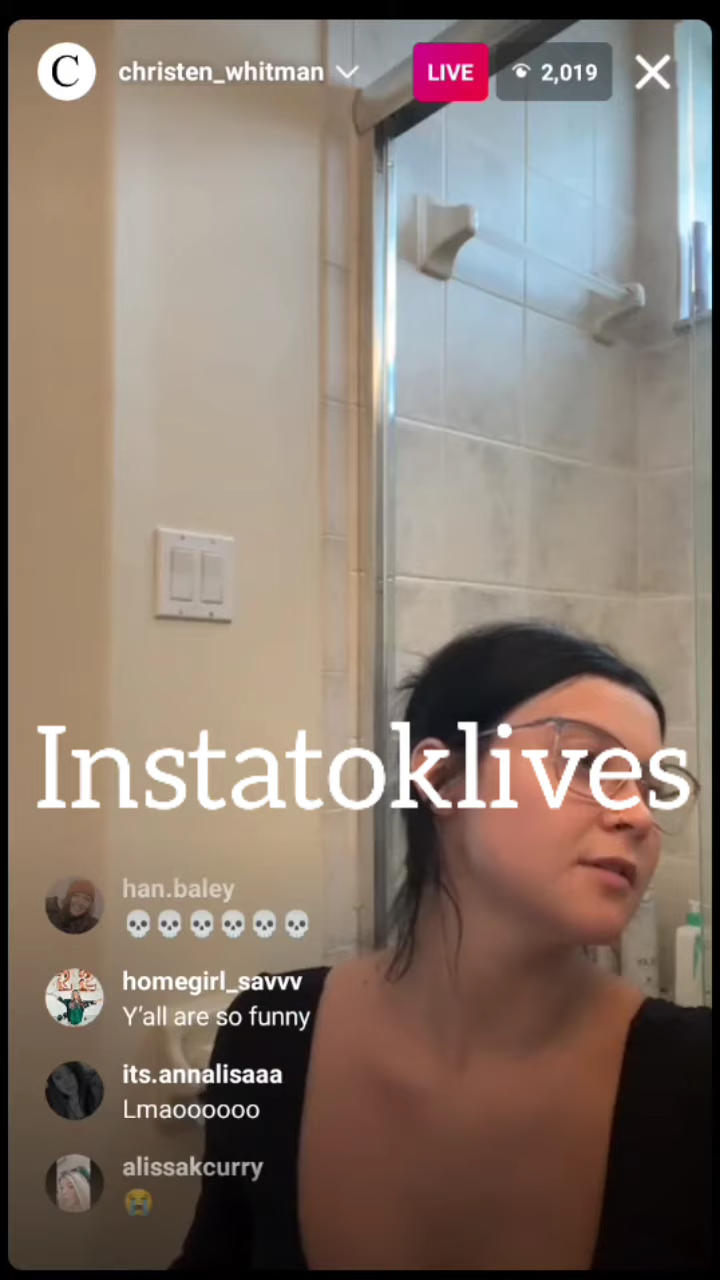 C christen_whitman LIVE 2,019
Instatoklives
han.baley
💀💀💀💀💀💀
homegirl_savvv
Y'all are so funny
its.annalisaaa
Lmaoooooo
alissakcurry
😭